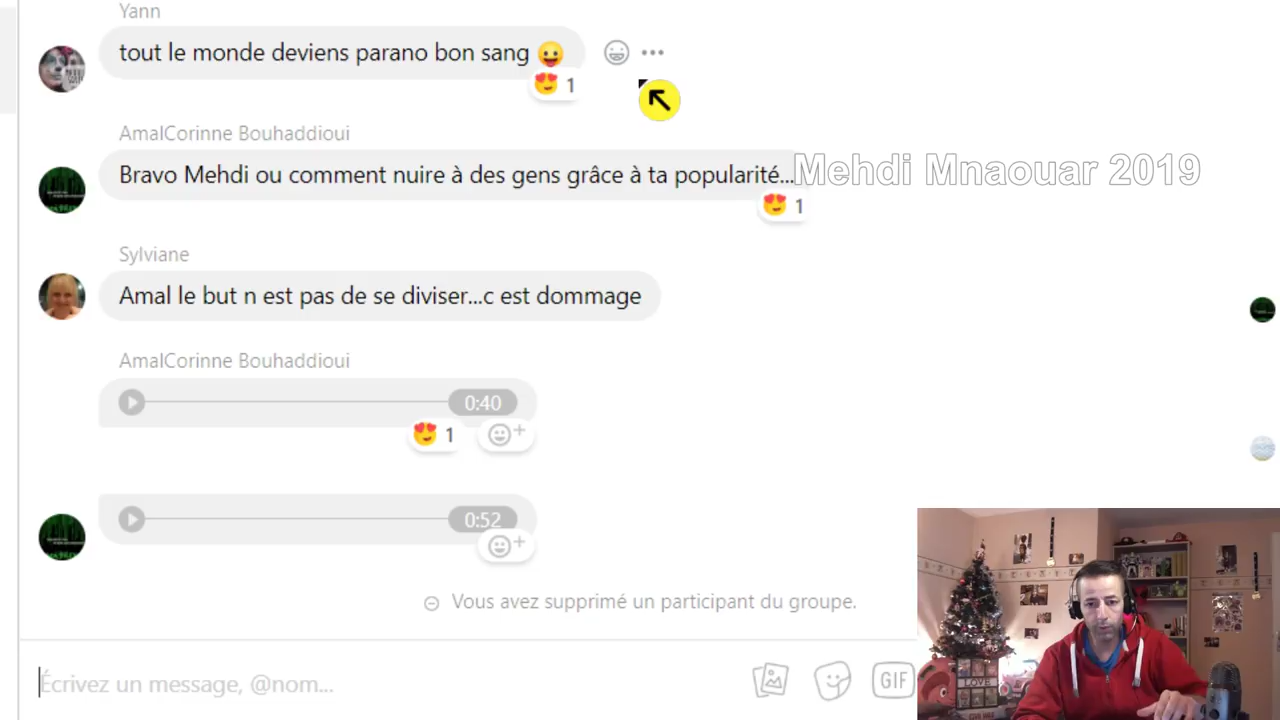 Yann
tout le monde deviens parano bon sang 😛
😍 1
AmalCorinne Bouhaddioui
Bravo Mehdi ou comment nuire à des gens grâce à ta popularité...
Mehdi Mnaouar 2019
😍 1
Sylviane
Amal le but n est pas de se diviser...c est dommage
AmalCorinne Bouhaddioui
0:40
😍 1
0:52
Vous avez supprimé un participant du groupe.
Écrivez un message, @nom...
GIF
LOVE